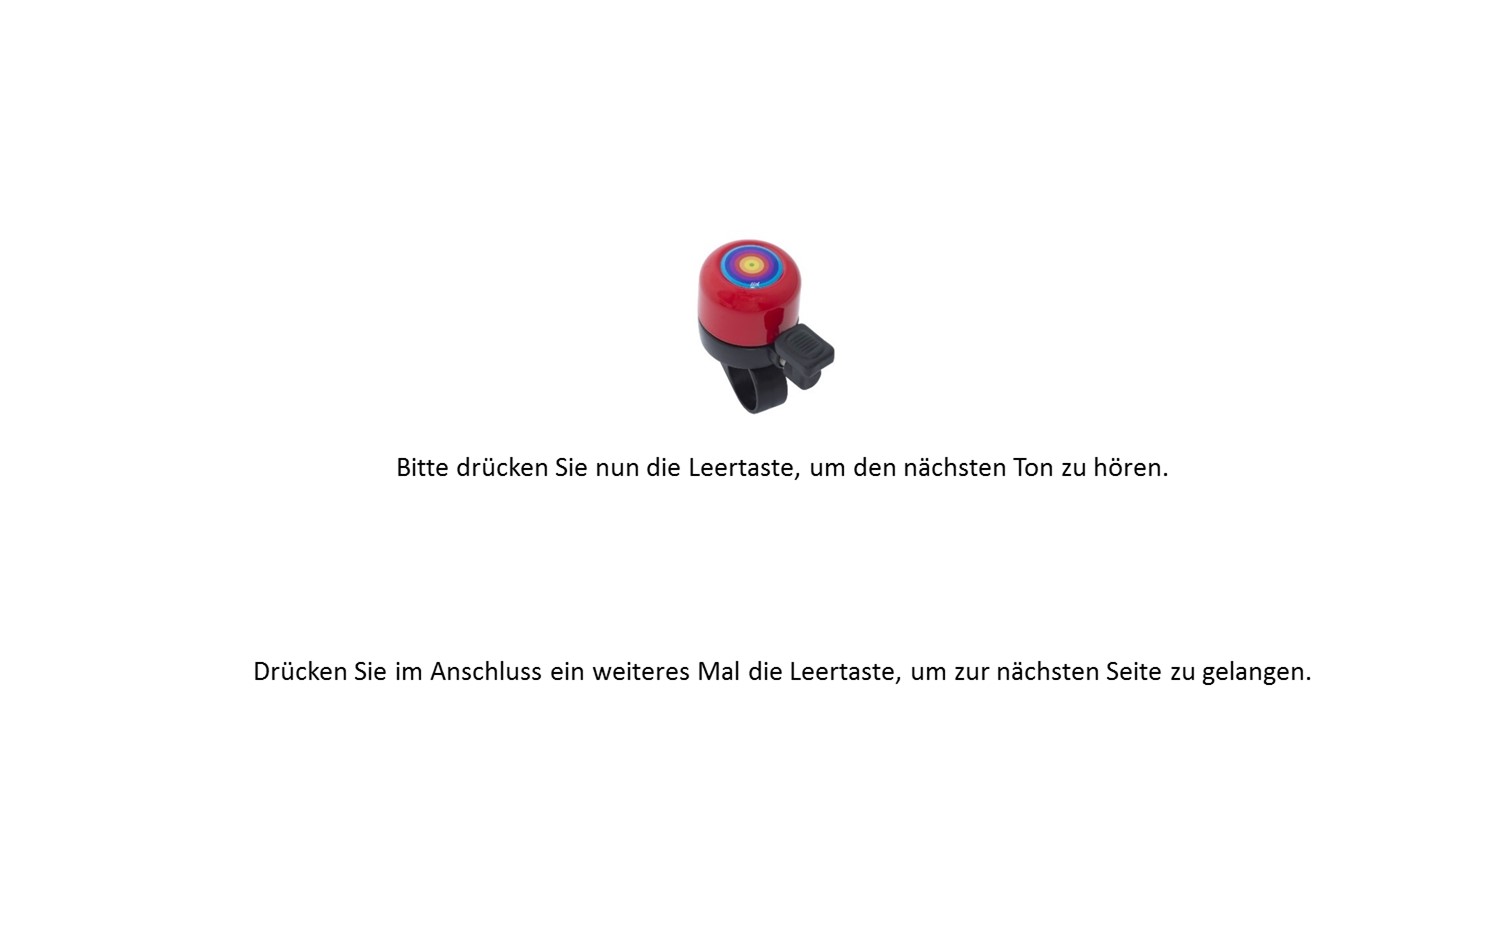 Bitte drücken Sie nun die Leertaste, um den nächsten Ton zu hören.
Drücken Sie im Anschluss ein weiteres Mal die Leertaste, um zur nächsten Seite zu gelangen.